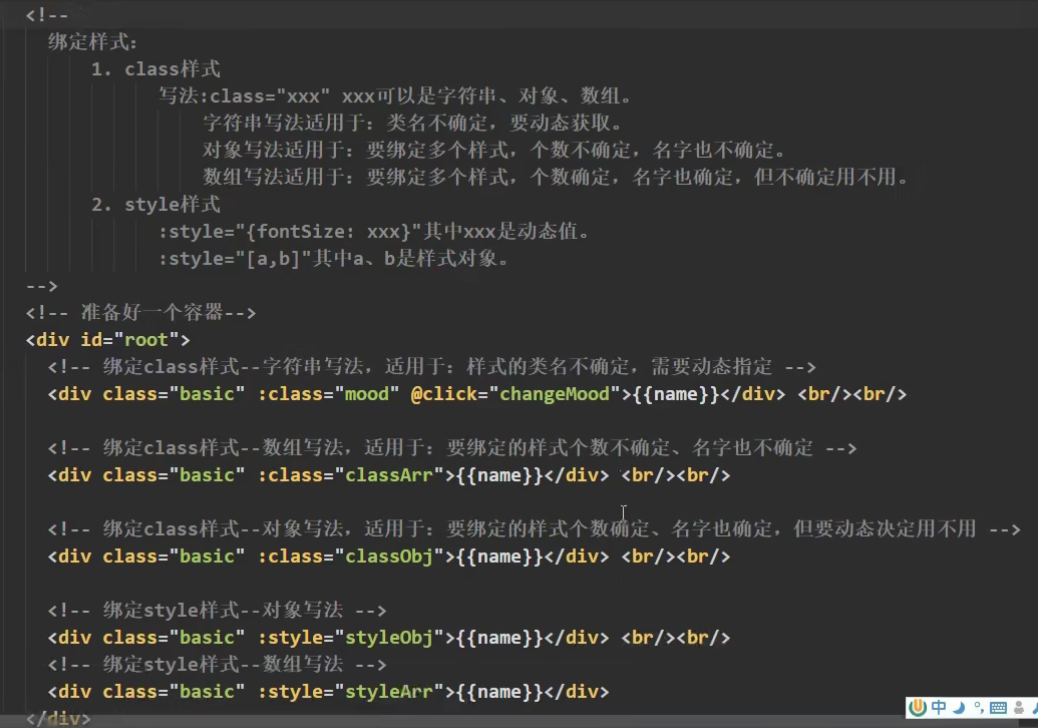 <!--
绑定样式：
1. class样式
写法:class="xxx" xxx可以是字符串、对象、数组。
字符串写法适用于：类名不确定，要动态获取。
对象写法适用于：要绑定多个样式，个数不确定，名字也不确定。
数组写法适用于：要绑定多个样式，个数确定，名字也确定，但不确定用不用。
2. style样式
:style="{fontSize: xxx}"其中xxx是动态值。
:style="[a,b]"其中a、b是样式对象。
-->
<!-- 准备好一个容器-->
<div id="root">
<!-- 绑定class样式--字符串写法，适用于：样式的类名不确定，需要动态指定 -->
<div class="basic" :class="mood" @click="changeMood">{{name}}</div> <br/><br/>
<!-- 绑定class样式--数组写法，适用于：要绑定的样式个数不确定、名字也不确定 -->
<div class="basic" :class="classArr">{{name}}</div> <br/><br/>
<!-- 绑定class样式--对象写法，适用于：要绑定的样式个数确定、名字也确定，但要动态决定用不用 -->
<div class="basic" :class="classObj">{{name}}</div> <br/><br/>
<!-- 绑定style样式--对象写法 -->
<div class="basic" :style="styleObj">{{name}}</div> <br/><br/>
<!-- 绑定style样式--数组写法 -->
<div class="basic" :style="styleArr">{{name}}</div>
</div>
中